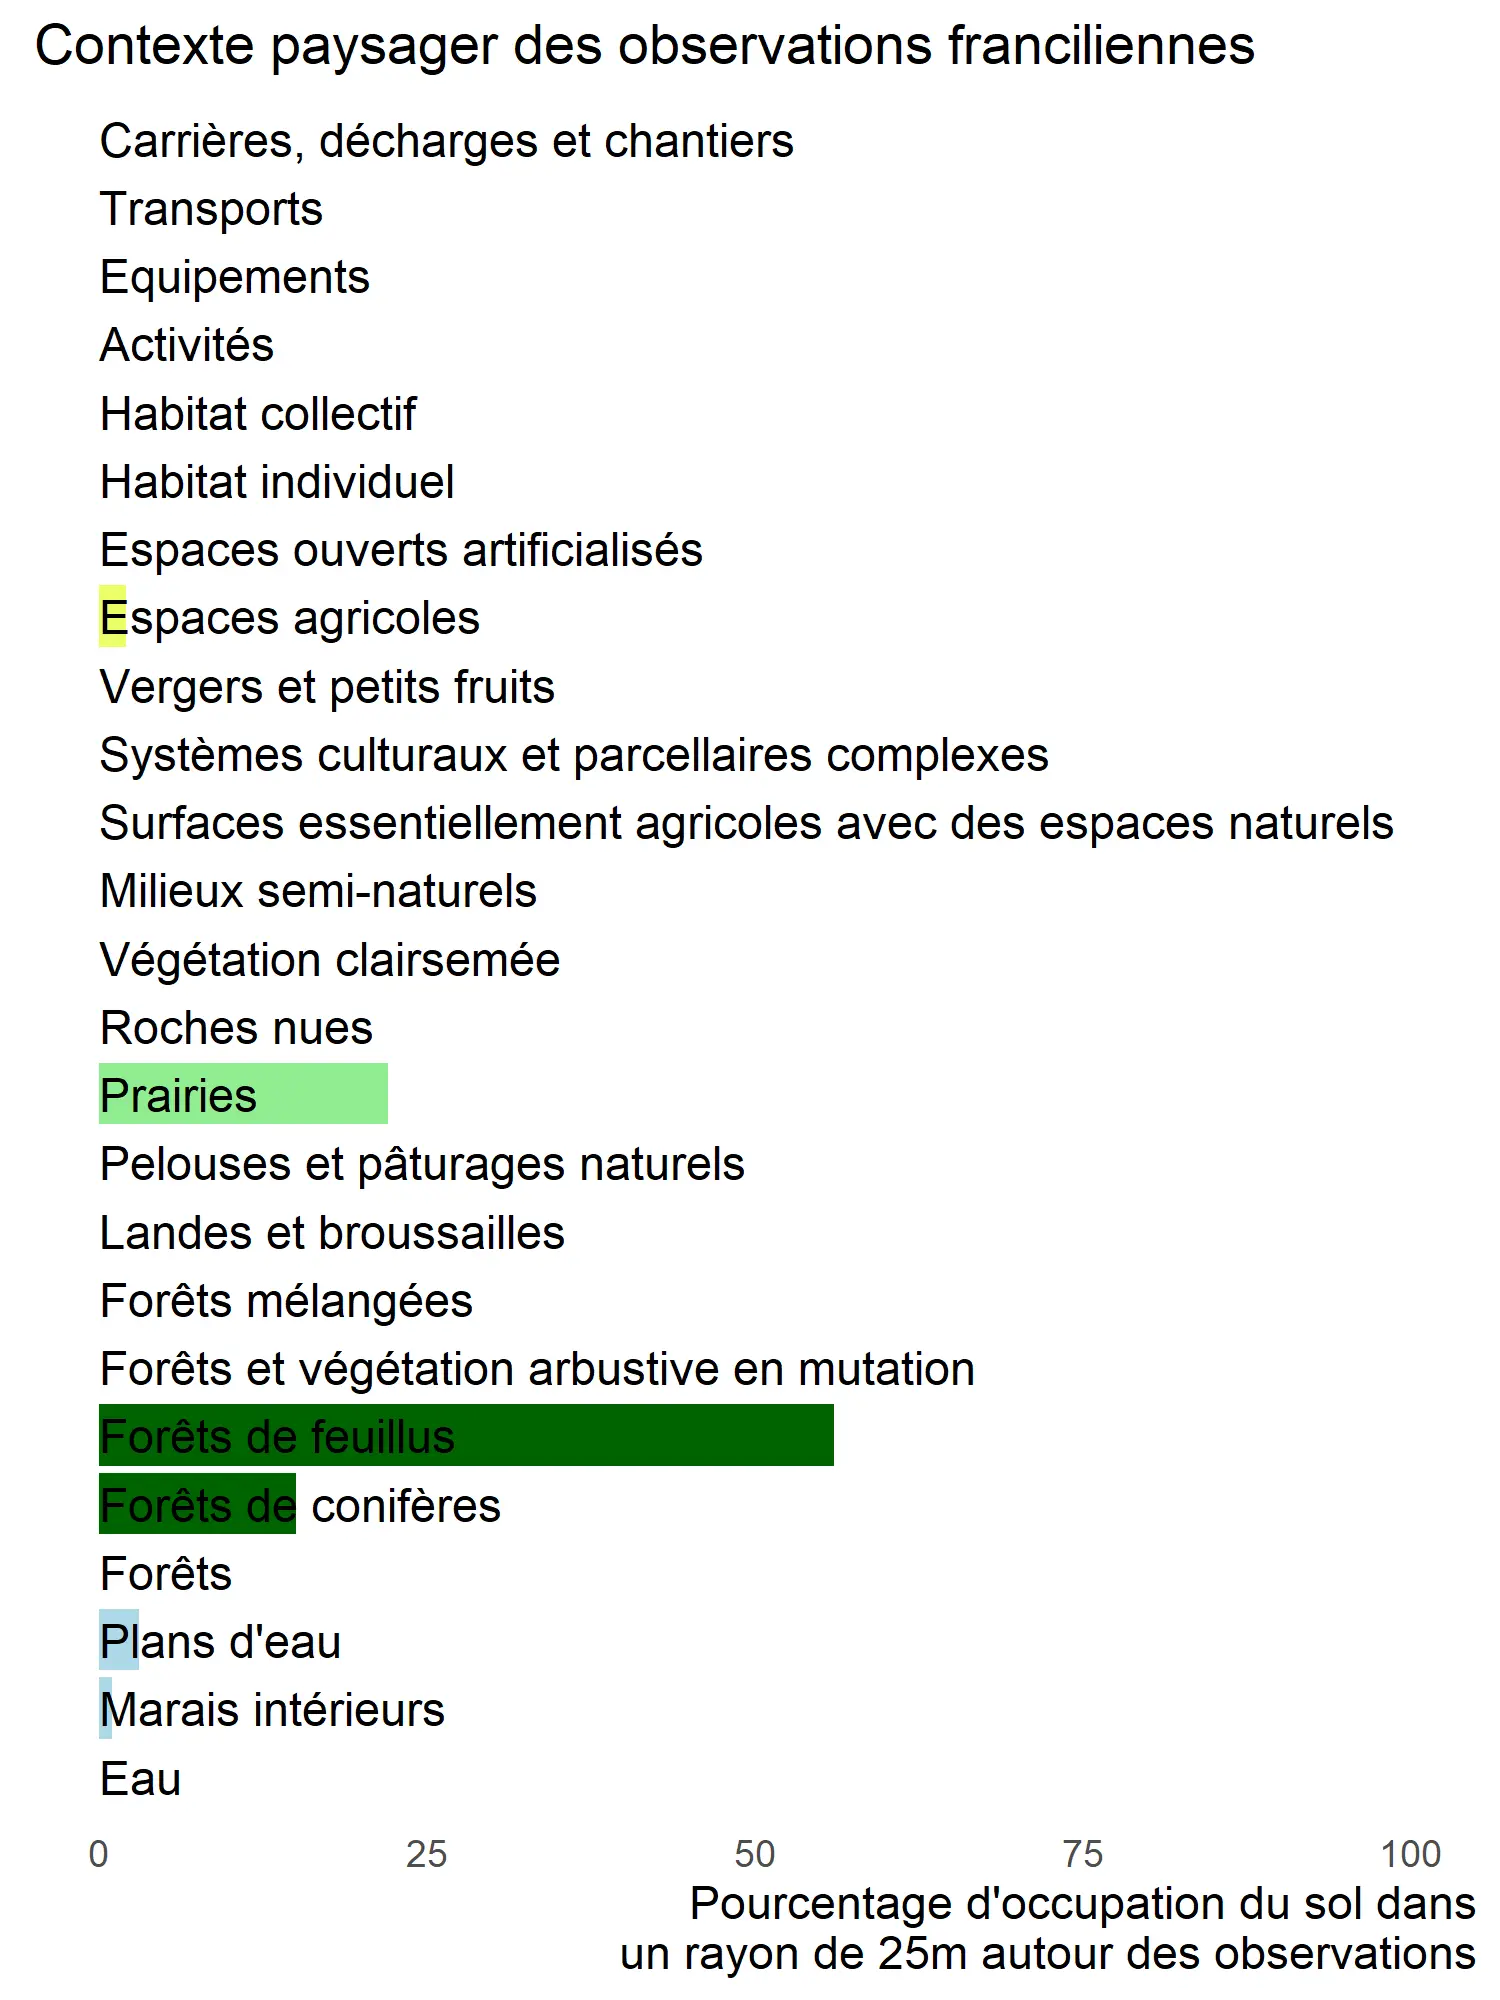 Contexte paysager des observations franciliennes
Carrières, décharges et chantiers
Transports
Equipements
Activités
Habitat collectif
Habitat individuel
Espaces ouverts artificialisés
Espaces agricoles
Vergers et petits fruits
Systèmes culturaux et parcellaires complexes
Surfaces essentiellement agricoles avec des espaces naturels
Milieux semi-naturels
Végétation clairsemée
Roches nues
Prairies
Pelouses et pâturages naturels
Landes et broussailles
Forêts mélangées
Forêts et végétation arbustive en mutation
Forêts de feuillus
Forêts de conifères
Forêts
Plans d'eau
Marais intérieurs
Eau
0 25 50 75 100
Pourcentage d'occupation du sol dans
un rayon de 25m autour des observations